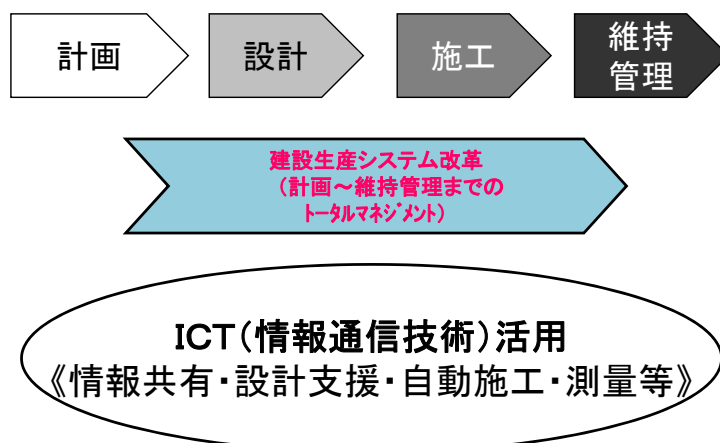 計画
設計
施工
維持
管理
建設生産システム改革
（計画～維持管理までの
ﾄｰﾀﾙﾏﾈｼﾞﾒﾝﾄ）
ＩＣＴ（情報通信技術）活用
《情報共有・設計支援・自動施工・測量等》